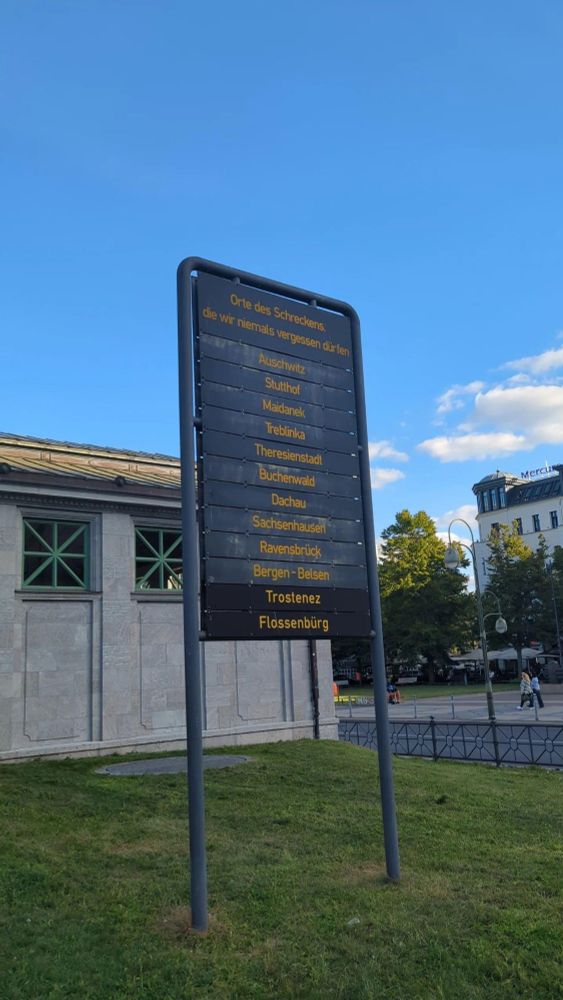 Orte des Schreckens,
die wir niemals vergessen dürfen
Auschwitz
Stutthof
Maidanek
Treblinka
Theresienstadt
Buchenwald
Dachau
Sachsenhausen
Ravensbrück
Bergen-Belsen
Trostenez
Flossenbürg